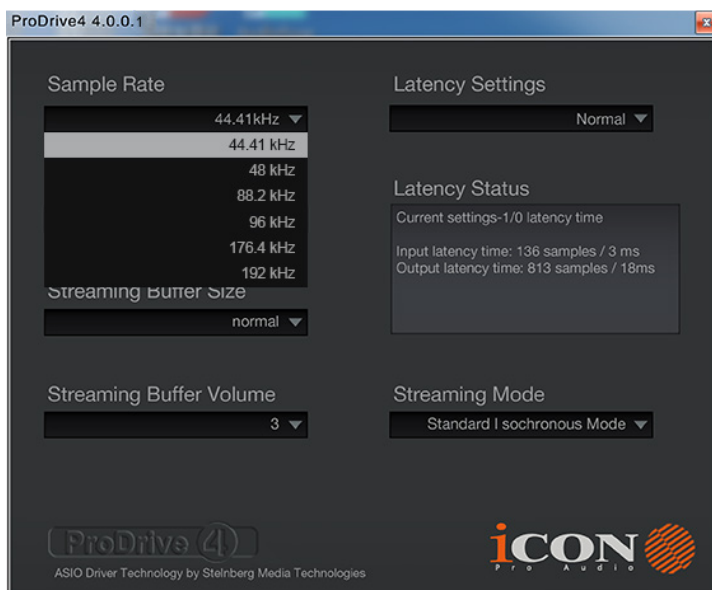 ProDrive4 4.0.0.1
x
Sample Rate
44.41kHz
44.41 kHz
48 kHz
88.2 kHz
96 kHz
176.4 kHz
192 kHz
Streaming Buffer Size
normal
Streaming Buffer Volume
3
Latency Settings
Normal
Latency Status
Current settings-1/0 latency time
Input latency time: 136 samples / 3 ms
Output latency time: 813 samples / 18ms
Streaming Mode
Standard I sochronous Mode
ProDrive 4
ASIO Driver Technology by Steinberg Media Technologies
iCON
Pro Audio